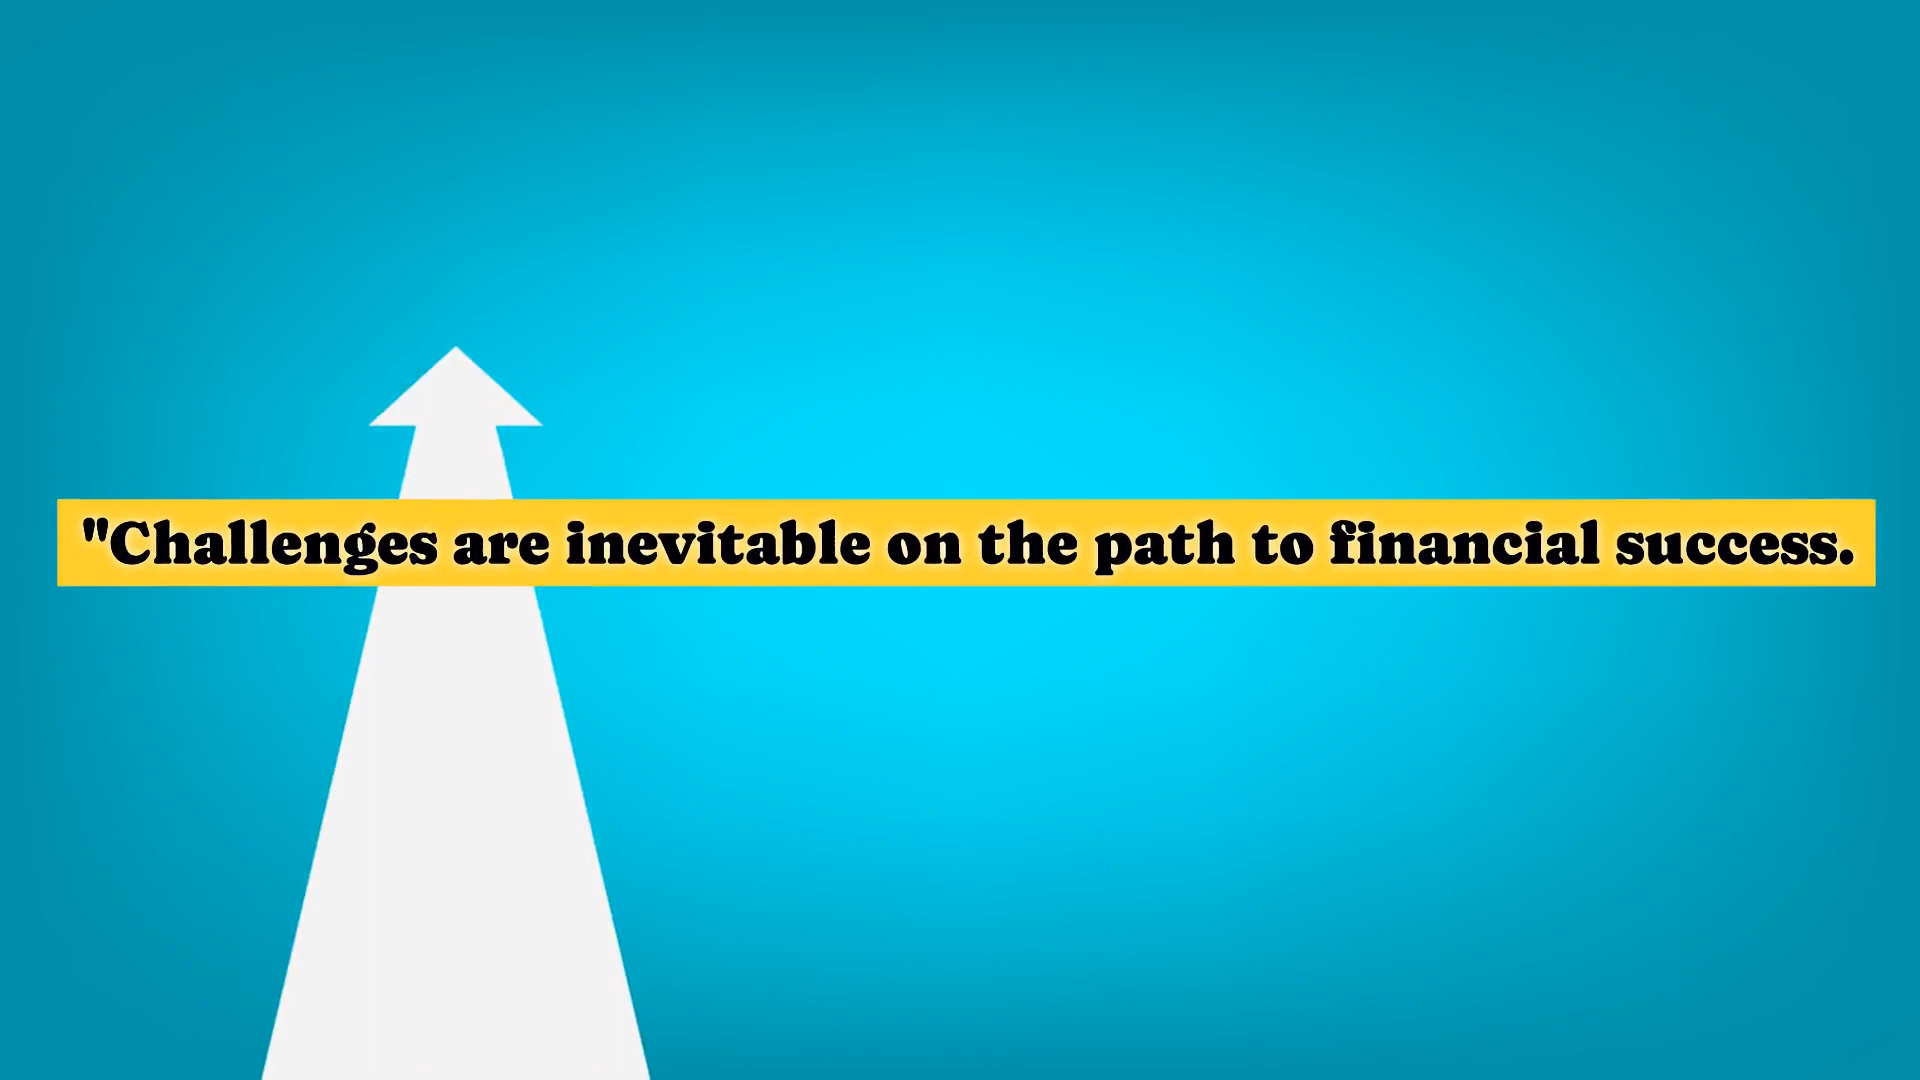 "Challenges are inevitable on the path to financial success.